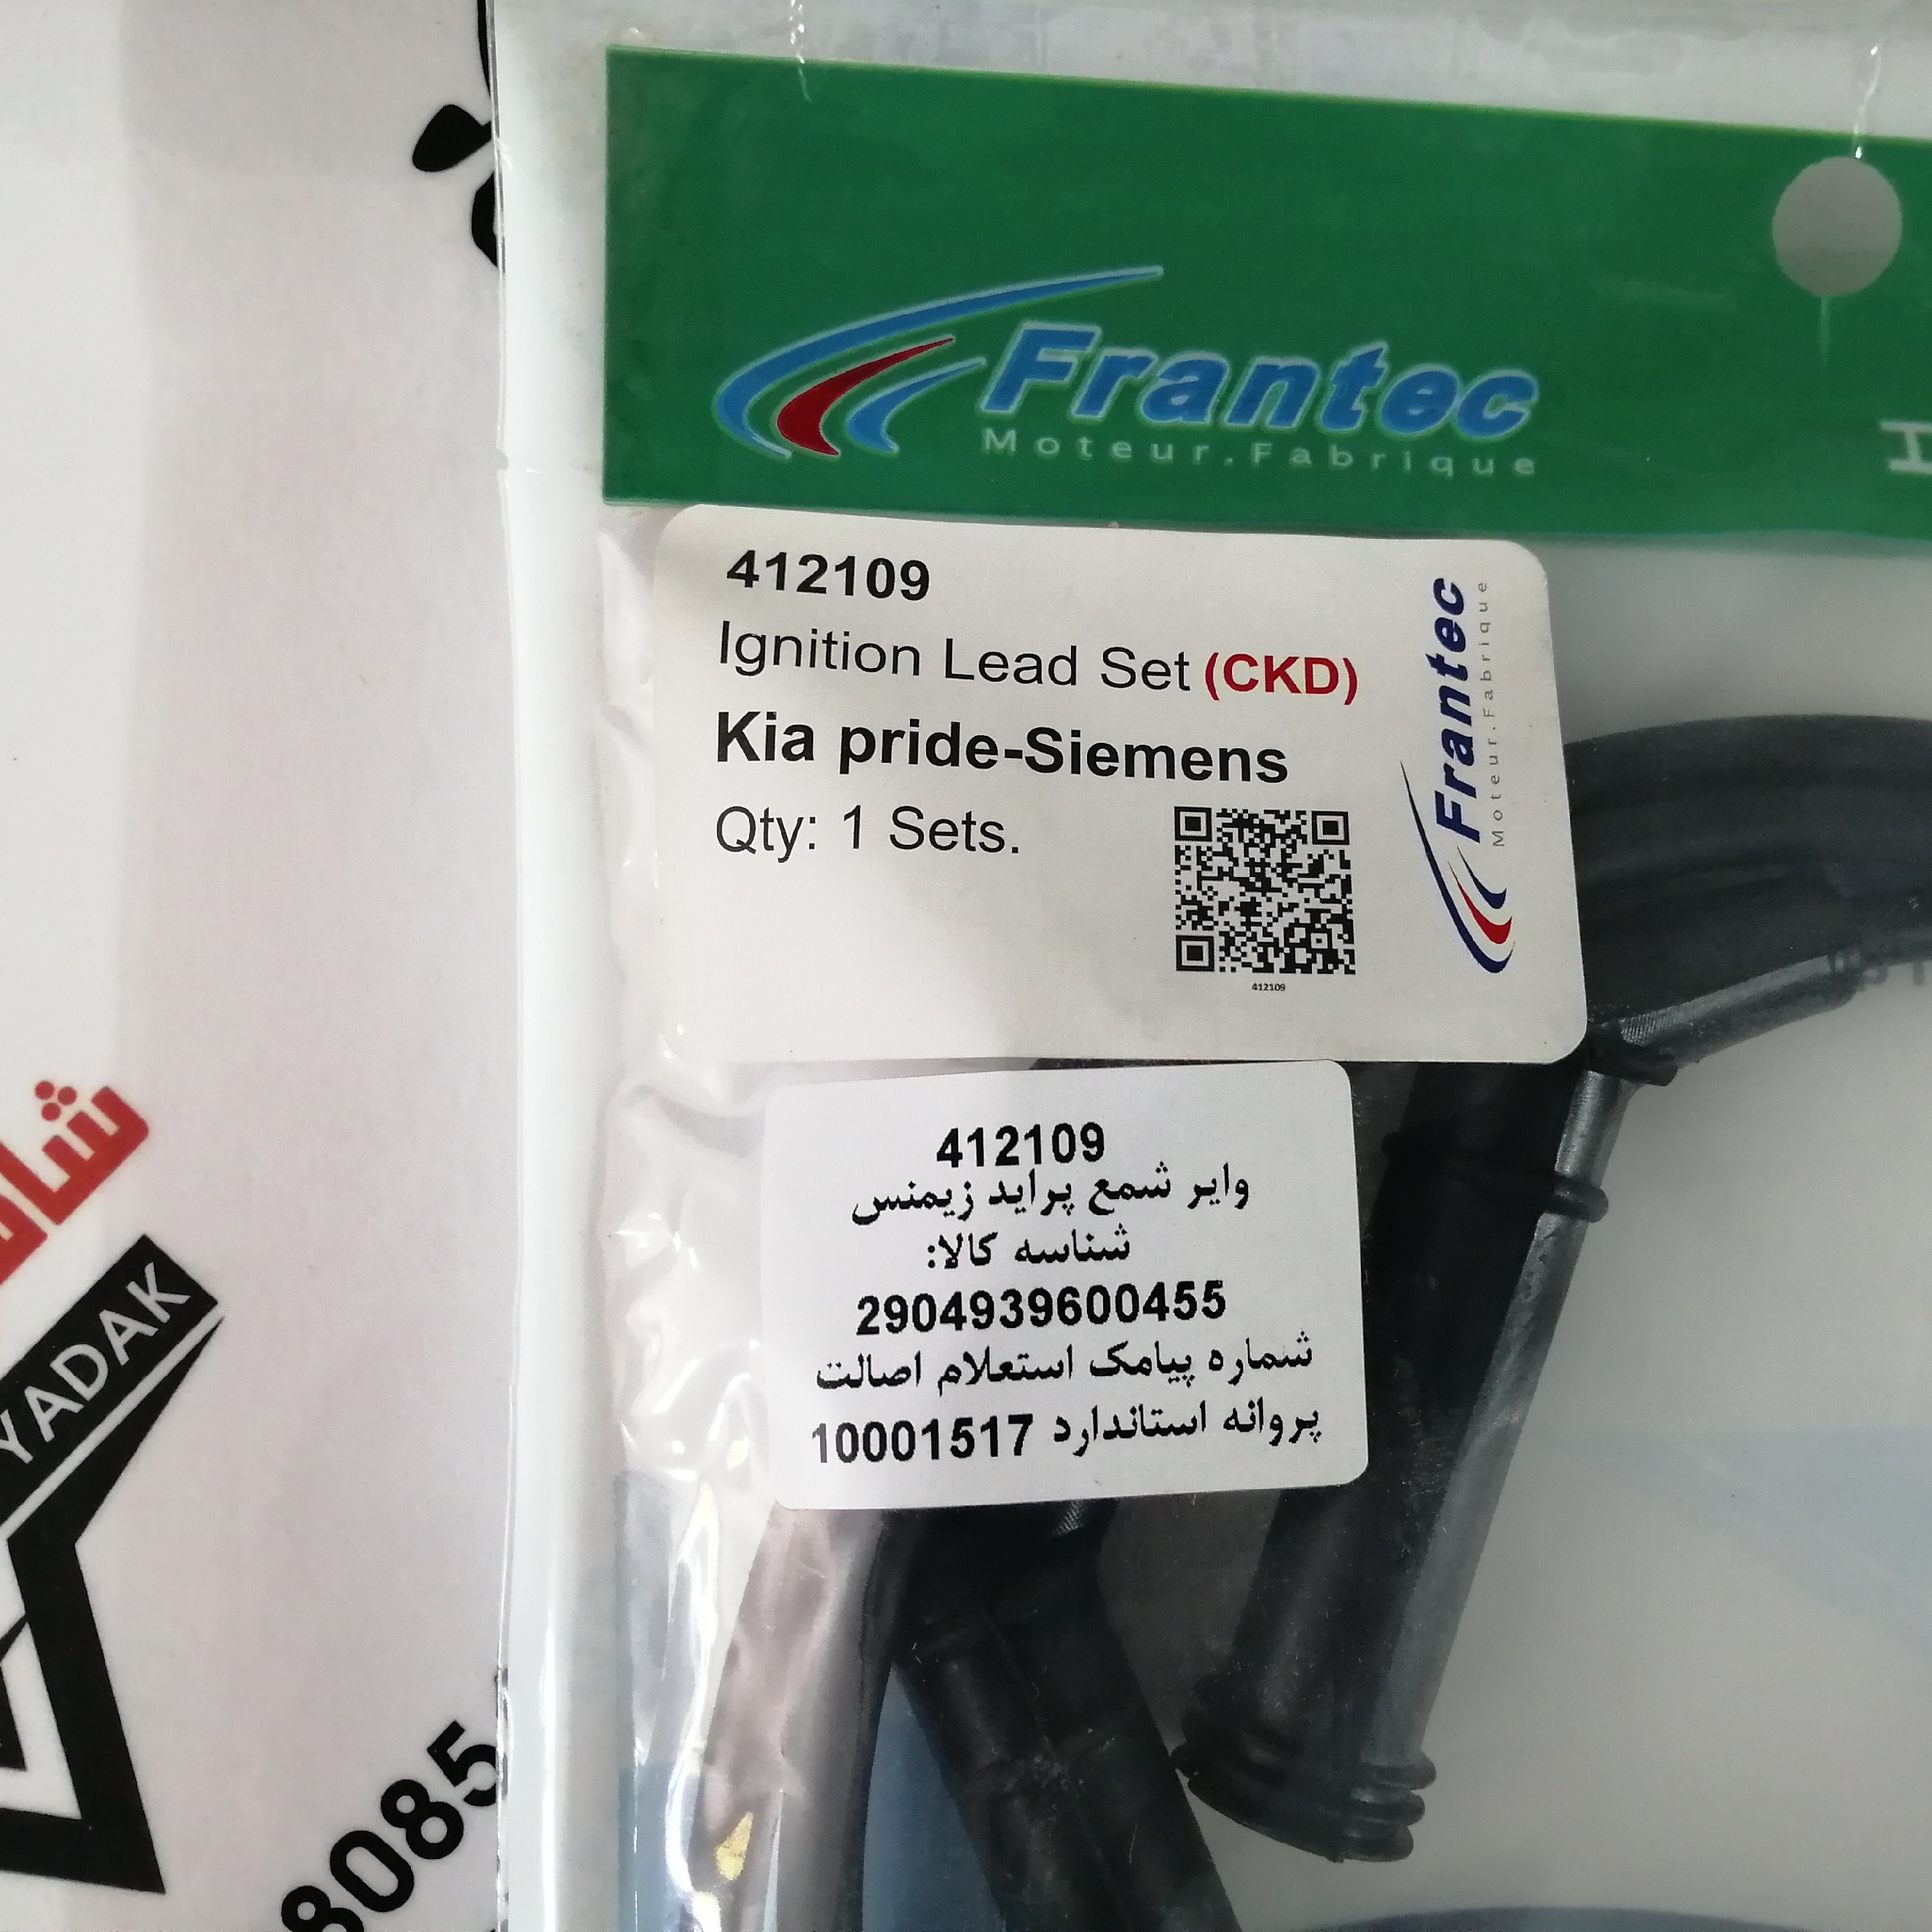 Frantec
Moteur.Fabrique
412109
Ignition Lead Set (CKD)
Kia pride-Siemens
Qty: 1 Sets.
412109
Frantec
Moteur.Fabrique
412109
وایر شمع پراید زیمنس
شناسه کالا:
2904939600455
شماره پیامک استعلام اصالت
پروانه استاندارد 10001517
YADAK
8085